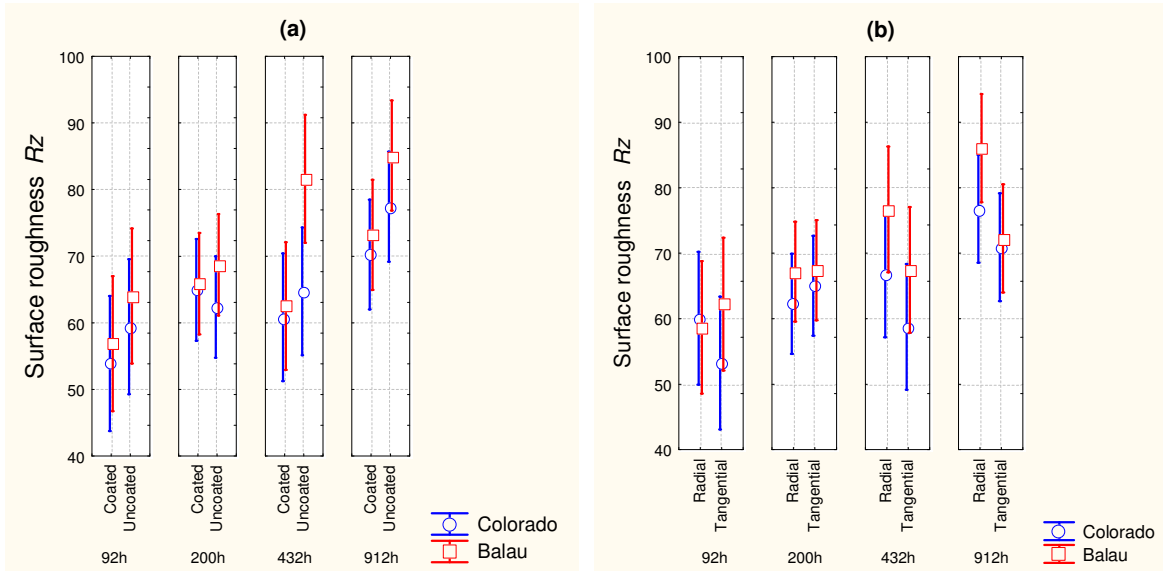 (a)
Surface roughness Rz
100
90
80
70
60
50
40
Coated
Uncoated
Coated
Uncoated
Coated
Uncoated
Coated
Uncoated
92h
200h
432h
912h
Colorado
Balau
(b)
Surface roughness Rz
100
90
80
70
60
50
40
Radial
Tangential
Radial
Tangential
Radial
Tangential
Radial
Tangential
92h
200h
432h
912h
Colorado
Balau